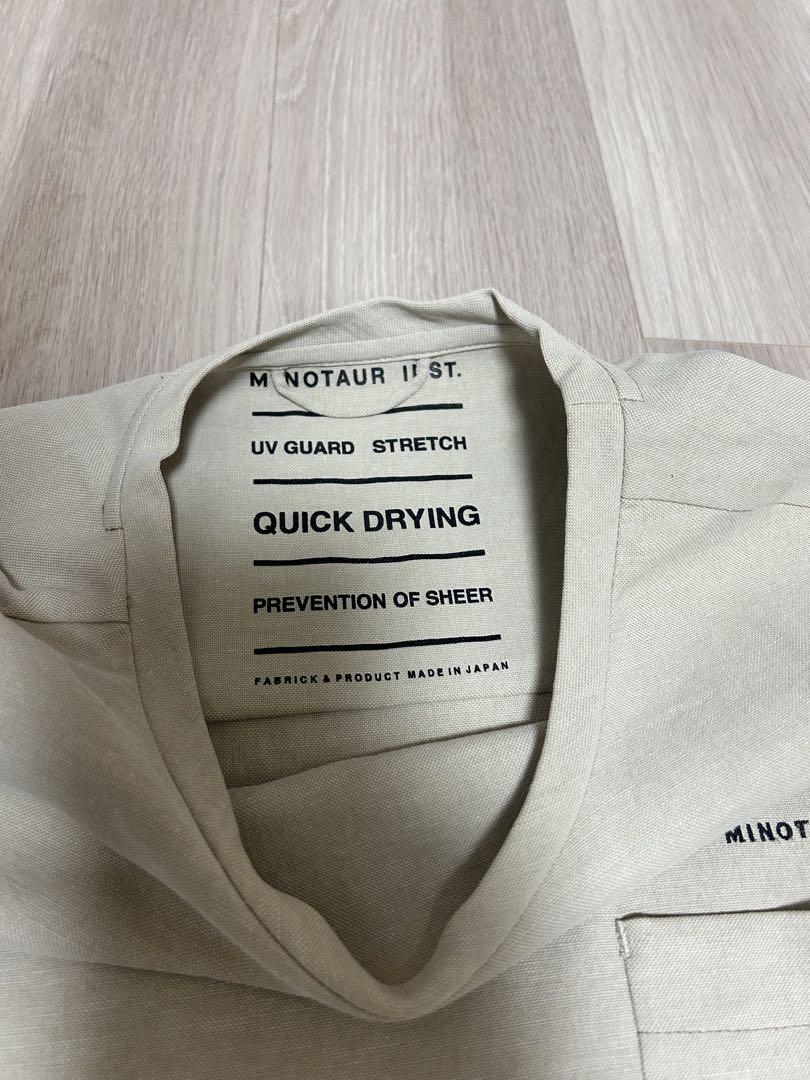 M NOTAUR I ST.
UV GUARD STRETCH
QUICK DRYING
PREVENTION OF SHEER
FABRICK & PRODUCT MADE IN JAPAN
MINOT